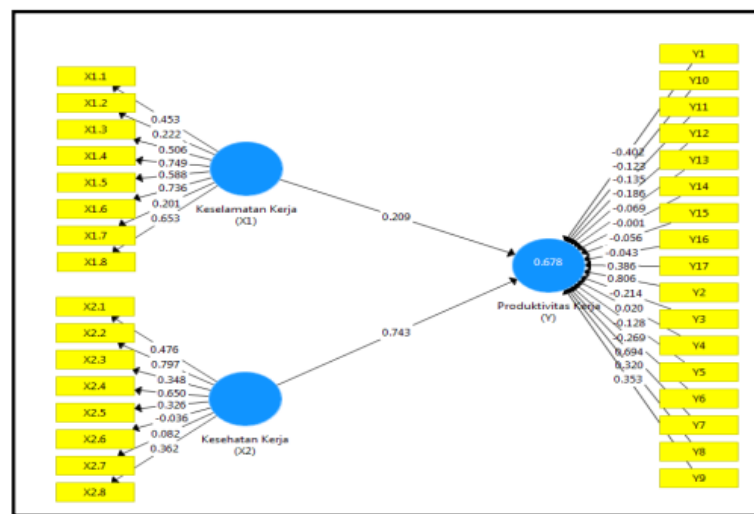 X1.1
X1.2
X1.3
X1.4
X1.5
X1.6
X1.7
X1.8
0.453
0.222
0.506
0.749
0.588
0.736
0.201
0.653
Keselamatan Kerja
(X1)
0.209
X2.1
X2.2
X2.3
X2.4
X2.5
X2.6
X2.7
X2.8
0.476
0.797
0.348
0.650
0.326
-0.036
0.082
0.362
Kesehatan Kerja
(X2)
0.743
0.678
Produktivitas Kerja
(Y)
-0.402
-0.123
-0.135
-0.186
-0.069
-0.001
-0.056
-0.043
0.386
0.806
-0.214
0.020
-0.128
-0.269
0.694
0.320
0.353
Y1
Y10
Y11
Y12
Y13
Y14
Y15
Y16
Y17
Y2
Y3
Y4
Y5
Y6
Y7
Y8
Y9